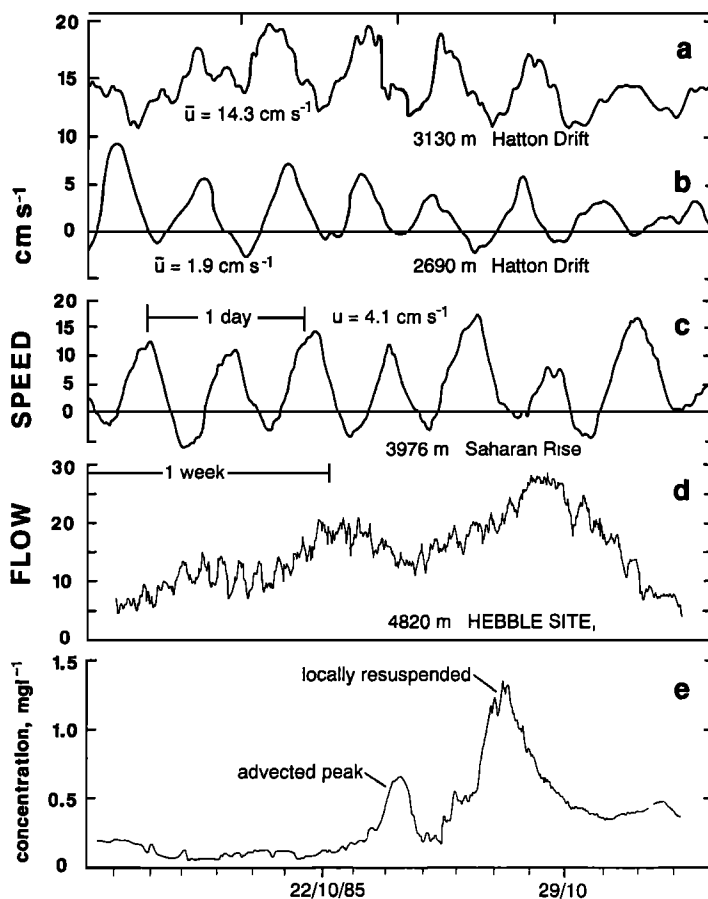 20
15
10
5
0
a
ū = 14.3 cm s⁻¹
3130 m Hatton Drift
b
ū = 1.9 cm s⁻¹
2690 m Hatton Drift
20
15
10
5
0
1 day
u = 4.1 cm s⁻¹
c
3976 m Saharan Rise
FLOW SPEED cm s⁻¹
30
20
10
0
1 week
d
4820 m HEBBLE SITE,
1.5
1.0
0.5
0
concentration, mgl⁻¹
locally resuspended
advected peak
e
22/10/85
29/10